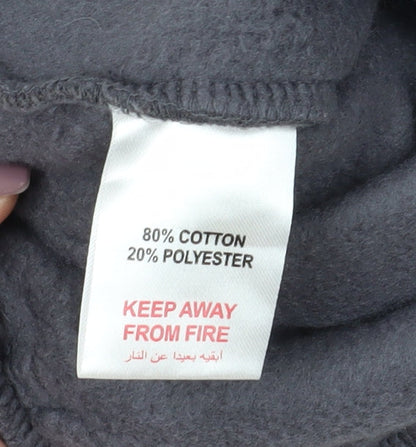 80% COTTON
20% POLYESTER
KEEP AWAY
FROM FIRE
أبقيه بعيدا عن النار